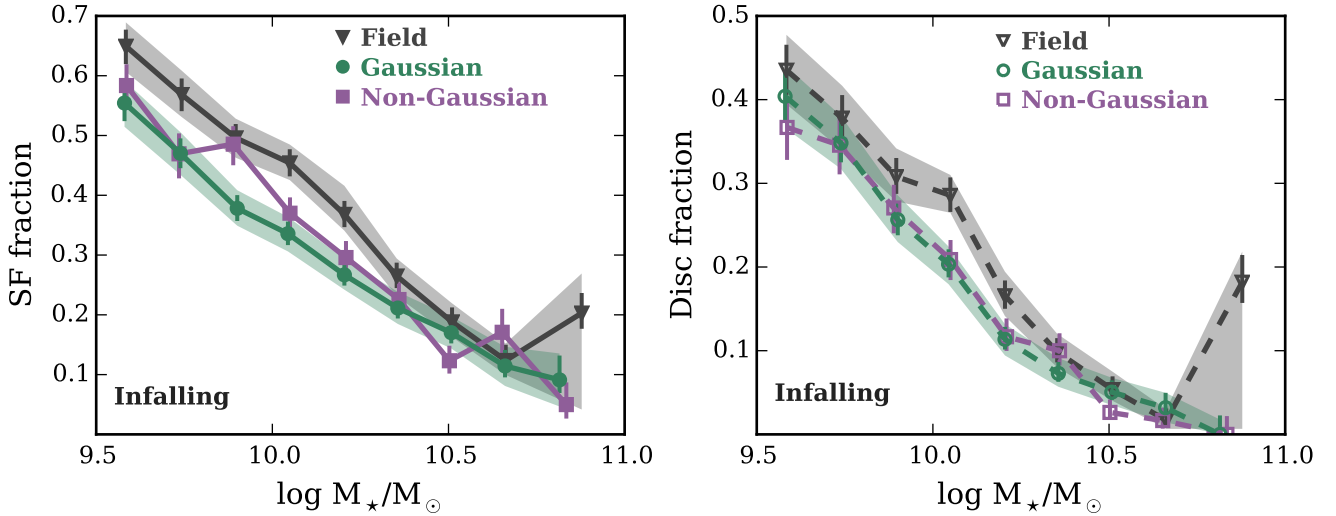 0.7
0.6
0.5
0.4
0.3
0.2
0.1
SF fraction
Field
Gaussian
Non-Gaussian
Infalling
9.5 10.0 10.5 11.0
log M⋆/M⊙
0.5
0.4
0.3
0.2
0.1
Disc fraction
Field
Gaussian
Non-Gaussian
Infalling
9.5 10.0 10.5 11.0
log M⋆/M⊙